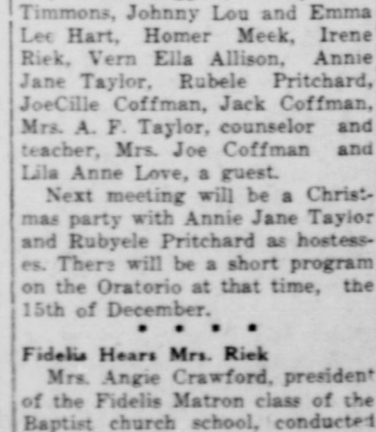 Timmons, Johnny Lou and Emma
Lee Hart, Homer Meek, Irene
Riek, Vern Ella Allison, Annie
Jane Taylor, Rubele Pritchard,
JoeCille Coffman, Jack Coffman,
Mrs. A. F. Taylor, counselor and
teacher, Mrs. Joe Coffman and
Lila Anne Love, a guest.
Next meeting will be a Christ-
mas party with Annie Jane Taylor
and Rubyele Pritchard as hostess-
es. There will be a short program
on the Oratorio at that time, the
15th of December.
* * * *
Fidelis Hears Mrs. Riek
Mrs. Angie Crawford, president
of the Fidelis Matron class of the
Baptist church school, conducted